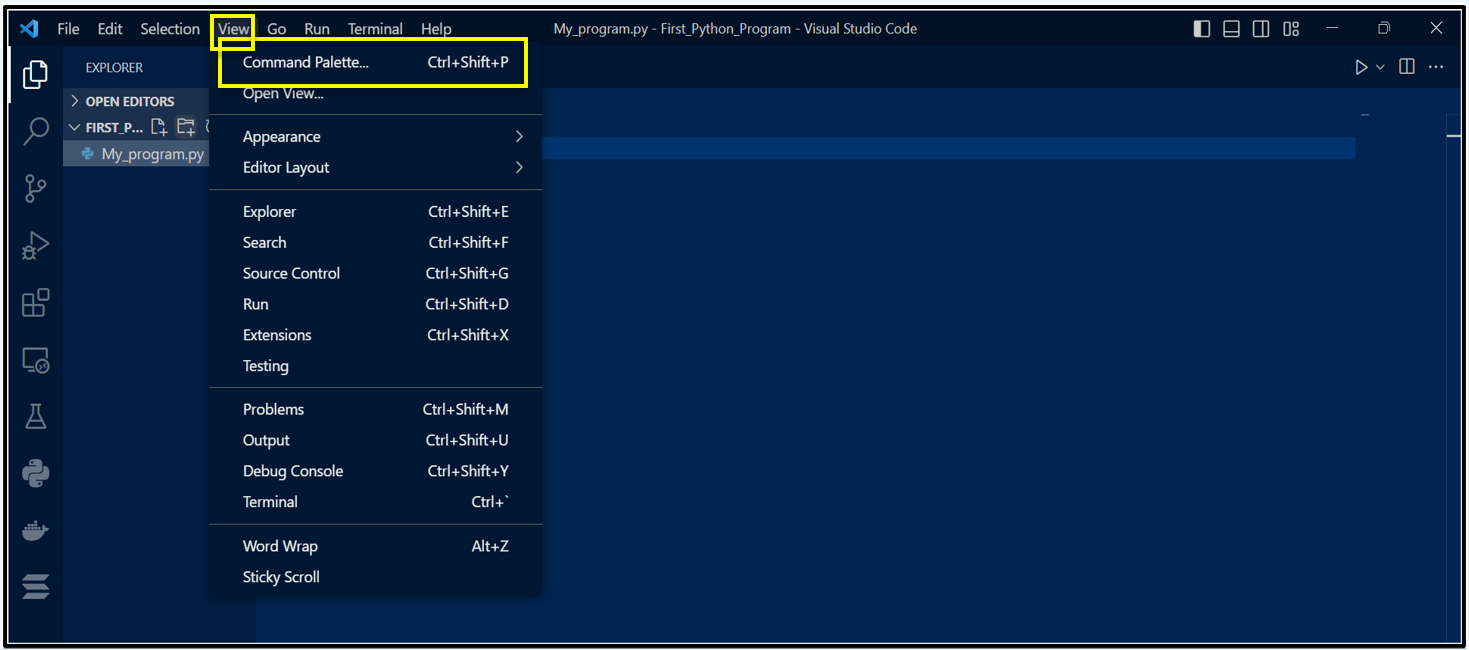 File Edit Selection View Go Run Terminal Help My_program.py - First_Python_Program - Visual Studio Code
EXPLORER
OPEN EDITORS
FIRST_P...
My_program.py
Command Palette... Ctrl+Shift+P
Open View...
Appearance
Editor Layout
Explorer Ctrl+Shift+E
Search Ctrl+Shift+F
Source Control Ctrl+Shift+G
Run Ctrl+Shift+D
Extensions Ctrl+Shift+X
Testing
Problems Ctrl+Shift+M
Output Ctrl+Shift+U
Debug Console Ctrl+Shift+Y
Terminal Ctrl+`
Word Wrap Alt+Z
Sticky Scroll